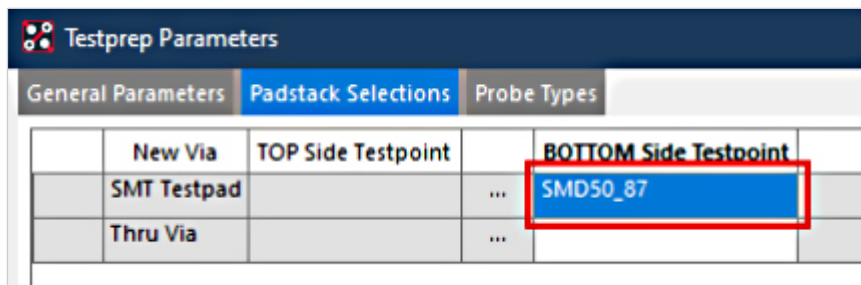 Testprep Parameters
General Parameters Padstack Selections Probe Types
New Via TOP Side Testpoint BOTTOM Side Testpoint
SMT Testpad ... SMD50_87
Thru Via ...